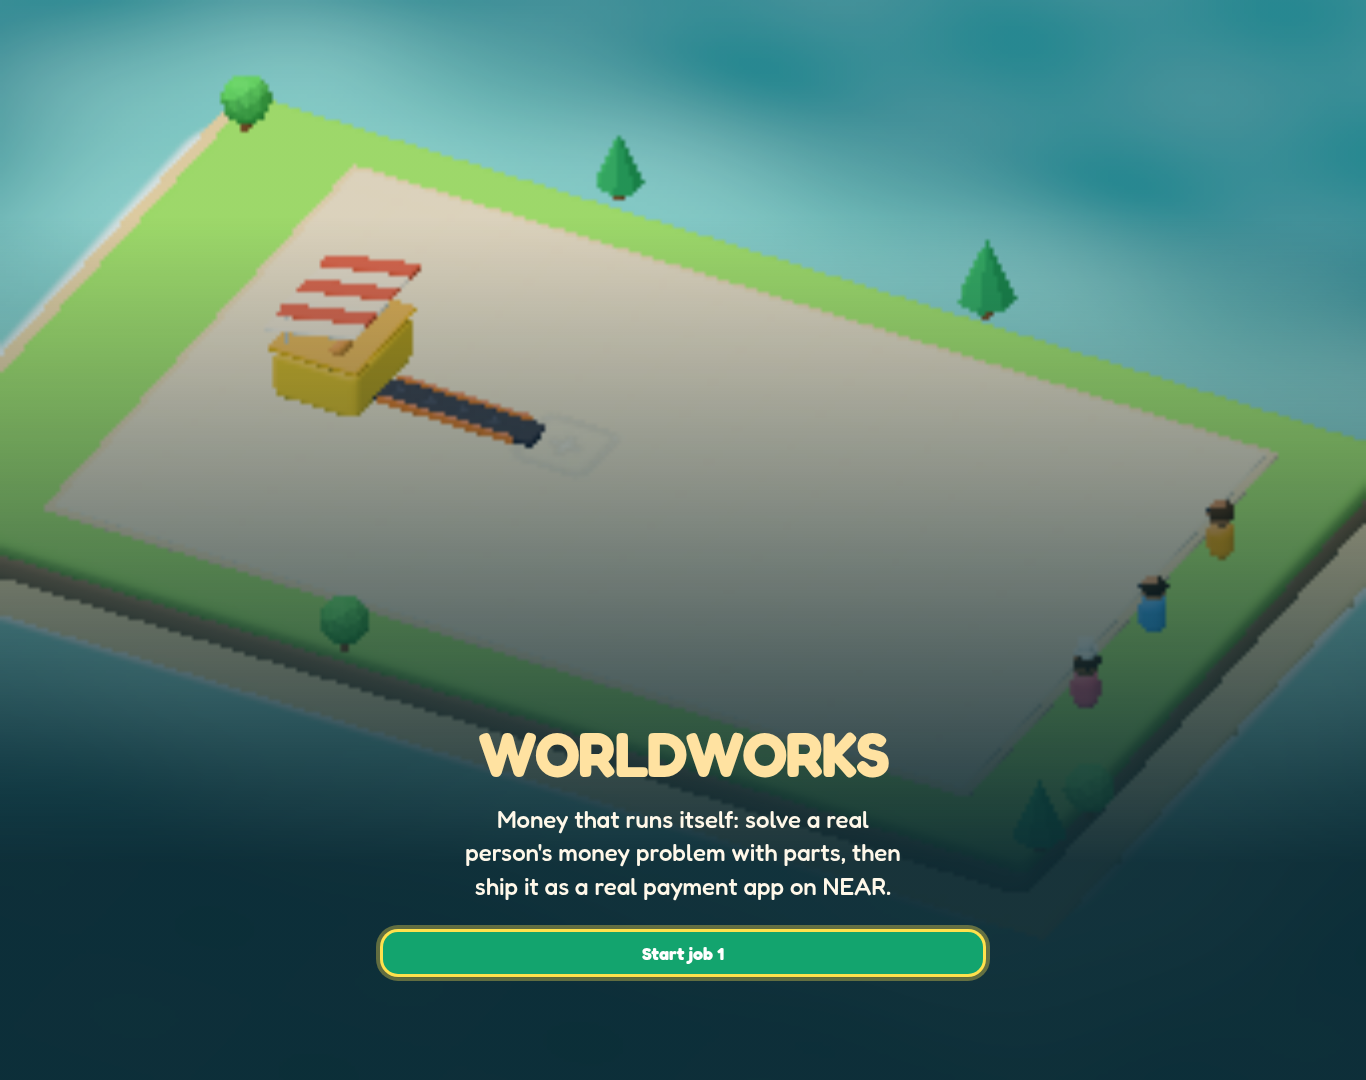 WORLDWORKS
Money that runs itself: solve a real
person's money problem with parts, then
ship it as a real payment app on NEAR.
Start job 1